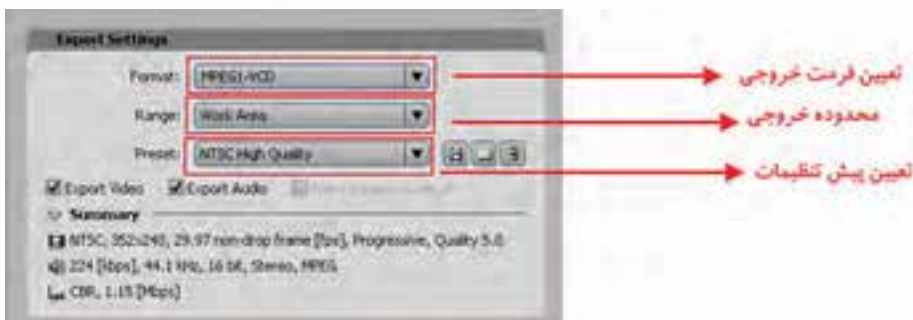 Export Settings
Format: MPEG1-VCD تعیین فرمت خروجی
Range: Work Area محدوده خروجی
Preset: NTSC High Quality تعیین پیش تنظیمات
Export Video Export Audio
Summary
NTSC, 352x240, 29.97 non-drop frame [fps], Progressive, Quality 5.0
224 [kbps], 44.1 kHz, 16 bit, Stereo, MPEG
CBR, 1.15 [Mbps]